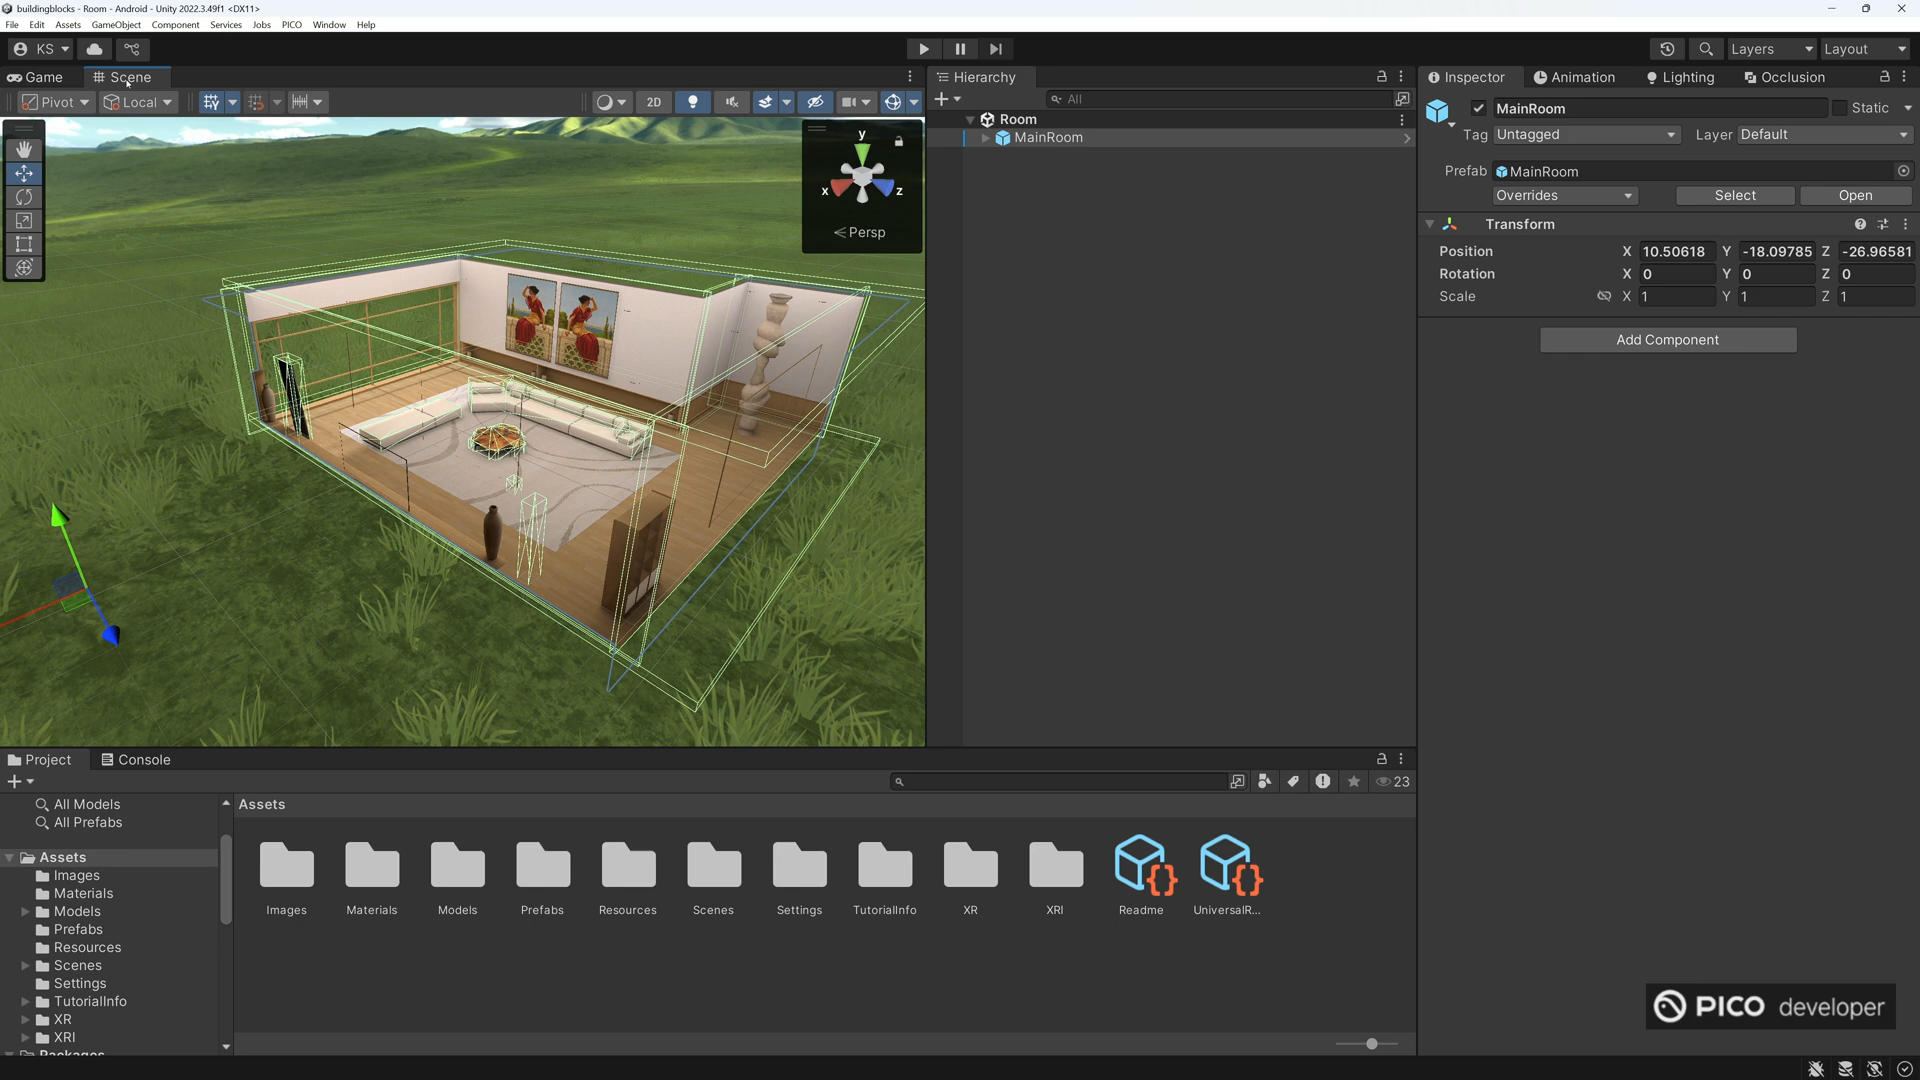 buildingblocks - Room - Android - Unity 2022.3.49f1 <DX11>
File Edit Assets GameObject Component Services Jobs PICO Window Help
KS
Layers Layout
Game Scene
Hierarchy
Inspector Animation Lighting Occlusion
Pivot Local
2D
All
Room
MainRoom
y
x z
Persp
MainRoom Static
Tag Untagged Layer Default
Prefab MainRoom
Overrides Select Open
Transform
Position X 10.50618 Y -18.09785 Z -26.96581
Rotation X 0 Y 0 Z 0
Scale X 1 Y 1 Z 1
Add Component
Project Console
23
All Models
All Prefabs
Assets
Images
Materials
Models
Prefabs
Resources
Scenes
Settings
TutorialInfo
XR
XRI
Packages
Assets
Images Materials Models Prefabs Resources Scenes Settings TutorialInfo XR XRI Readme UniversalR...
PICO developer